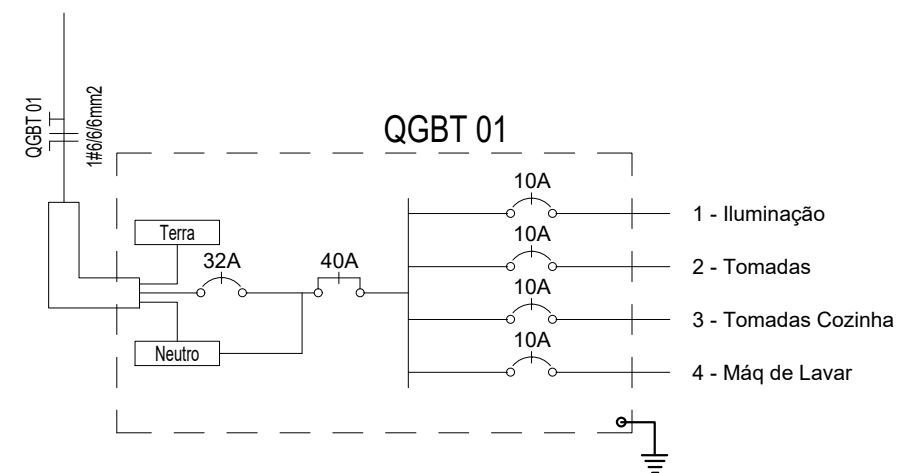 QGBT 01
1#6/6/6mm2
QGBT 01
Terra
32A
40A
Neutro
10A
1 - Iluminação
10A
2 - Tomadas
10A
3 - Tomadas Cozinha
10A
4 - Máq de Lavar